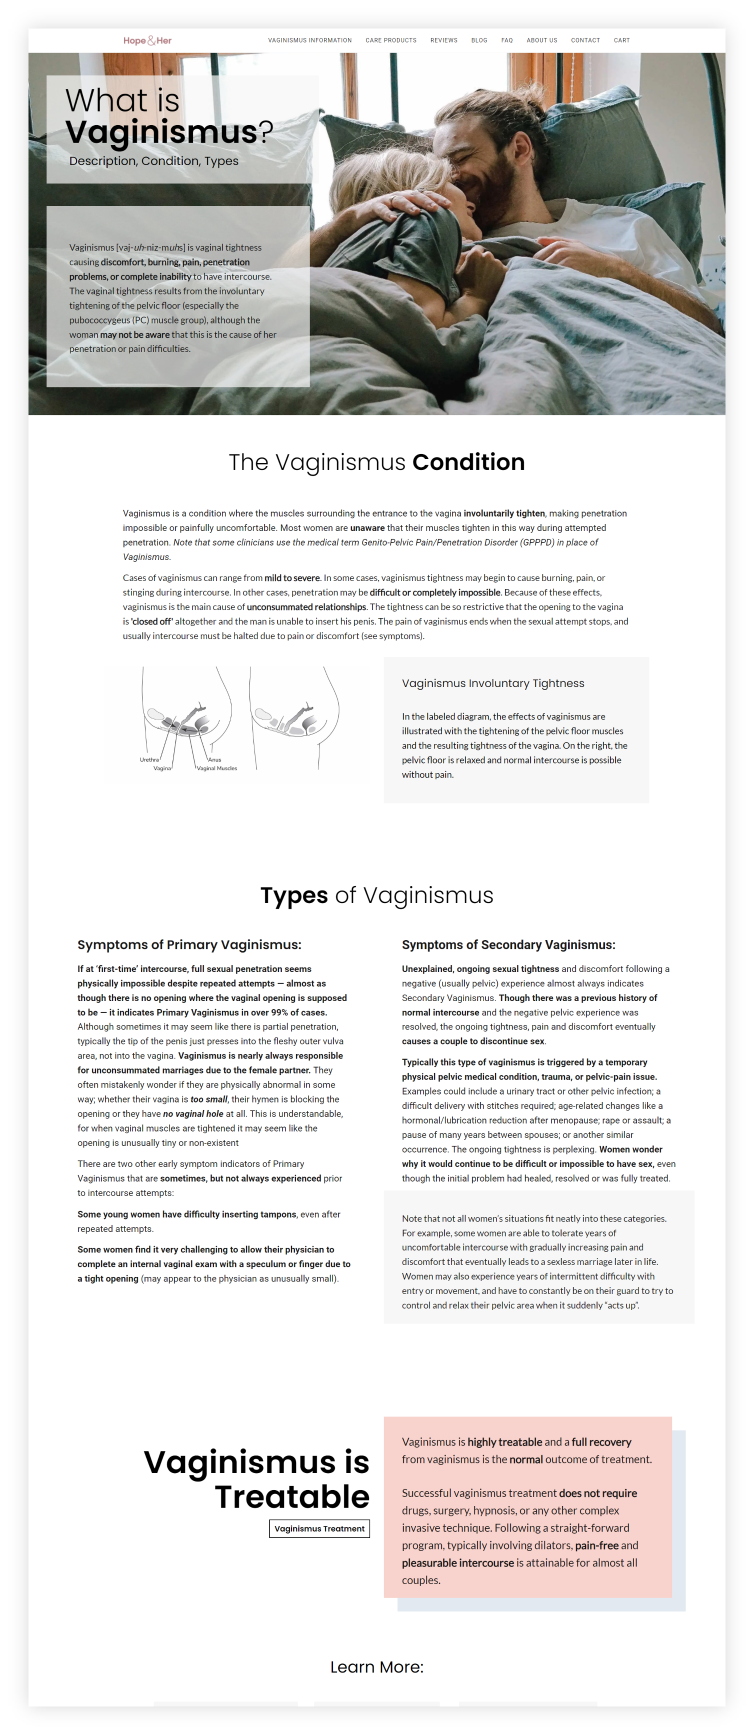 Hope&Her
VAGINISMUS INFORMATION CARE PRODUCTS REVIEWS BLOG FAQ ABOUT US CONTACT CART
What is
Vaginismus?
Description, Condition, Types
Vaginismus [vaj-uh-niz-muhs] is vaginal tightness
causing discomfort, burning, pain, penetration
problems, or complete inability to have intercourse.
The vaginal tightness results from the involuntary
tightening of the pelvic floor (especially the
pubococcygeus (PC) muscle group), although the
woman may not be aware that this is the cause of her
penetration or pain difficulties.
The Vaginismus Condition
Vaginismus is a condition where the muscles surrounding the entrance to the vagina involuntarily tighten, making penetration
impossible or painfully uncomfortable. Most women are unaware that their muscles tighten in this way during attempted
penetration. Note that some clinicians use the medical term Genito-Pelvic Pain/Penetration Disorder (GPPPD) in place of
Vaginismus.
Cases of vaginismus can range from mild to severe. In some cases, vaginismus tightness may begin to cause burning, pain, or
stinging during intercourse. In other cases, penetration may be difficult or completely impossible. Because of these effects,
vaginismus is the main cause of unconsummated relationships. The tightness can be so restrictive that the opening to the vagina
is 'closed off' altogether and the man is unable to insert his penis. The pain of vaginismus ends when the sexual attempt stops, and
usually intercourse must be halted due to pain or discomfort (see symptoms).
Urethra
Vagina
Anus
Vaginal Muscles
Vaginismus Involuntary Tightness
In the labeled diagram, the effects of vaginismus are
illustrated with the tightening of the pelvic floor muscles
and the resulting tightness of the vagina. On the right, the
pelvic floor is relaxed and normal intercourse is possible
without pain.
Types of Vaginismus
Symptoms of Primary Vaginismus:
If at 'first-time' intercourse, full sexual penetration seems
physically impossible despite repeated attempts — almost as
though there is no opening where the vaginal opening is supposed
to be — it indicates Primary Vaginismus in over 99% of cases.
Although sometimes it may seem like there is partial penetration,
typically the tip of the penis just presses into the fleshy outer vulva
area, not into the vagina. Vaginismus is nearly always responsible
for unconsummated marriages due to the female partner. They
often mistakenly wonder if they are physically abnormal in some
way; whether their vagina is too small, their hymen is blocking the
opening or they have no vaginal hole at all. This is understandable,
for when vaginal muscles are tightened it may seem like the
opening is unusually tiny or non-existent
There are two other early symptom indicators of Primary
Vaginismus that are sometimes, but not always experienced prior
to intercourse attempts:
Some young women have difficulty inserting tampons, even after
repeated attempts.
Some women find it very challenging to allow their physician to
complete an internal vaginal exam with a speculum or finger due to
a tight opening (may appear to the physician as unusually small).
Symptoms of Secondary Vaginismus:
Unexplained, ongoing sexual tightness and discomfort following a
negative (usually pelvic) experience almost always indicates
Secondary Vaginismus. Though there was a previous history of
normal intercourse and the negative pelvic experience was
resolved, the ongoing tightness, pain and discomfort eventually
causes a couple to discontinue sex.
Typically this type of vaginismus is triggered by a temporary
physical pelvic medical condition, trauma, or pelvic-pain issue.
Examples could include a urinary tract or other pelvic infection; a
difficult delivery with stitches required; age-related changes like a
hormonal/lubrication reduction after menopause; rape or assault; a
pause of many years between spouses; or another similar
occurrence. The ongoing tightness is perplexing. Women wonder
why it would continue to be difficult or impossible to have sex, even
though the initial problem had healed, resolved or was fully treated.
Note that not all women's situations fit neatly into these categories.
For example, some women are able to tolerate years of
uncomfortable intercourse with gradually increasing pain and
discomfort that eventually leads to a sexless marriage later in life.
Women may also experience years of intermittent difficulty with
entry or movement, and have to constantly be on their guard to try to
control and relax their pelvic area when it suddenly "acts up".
Vaginismus is
Treatable
Vaginismus Treatment
Vaginismus is highly treatable and a full recovery
from vaginismus is the normal outcome of treatment.
Successful vaginismus treatment does not require
drugs, surgery, hypnosis, or any other complex
invasive technique. Following a straight-forward
program, typically involving dilators, pain-free and
pleasurable intercourse is attainable for almost all
couples.
Learn More: